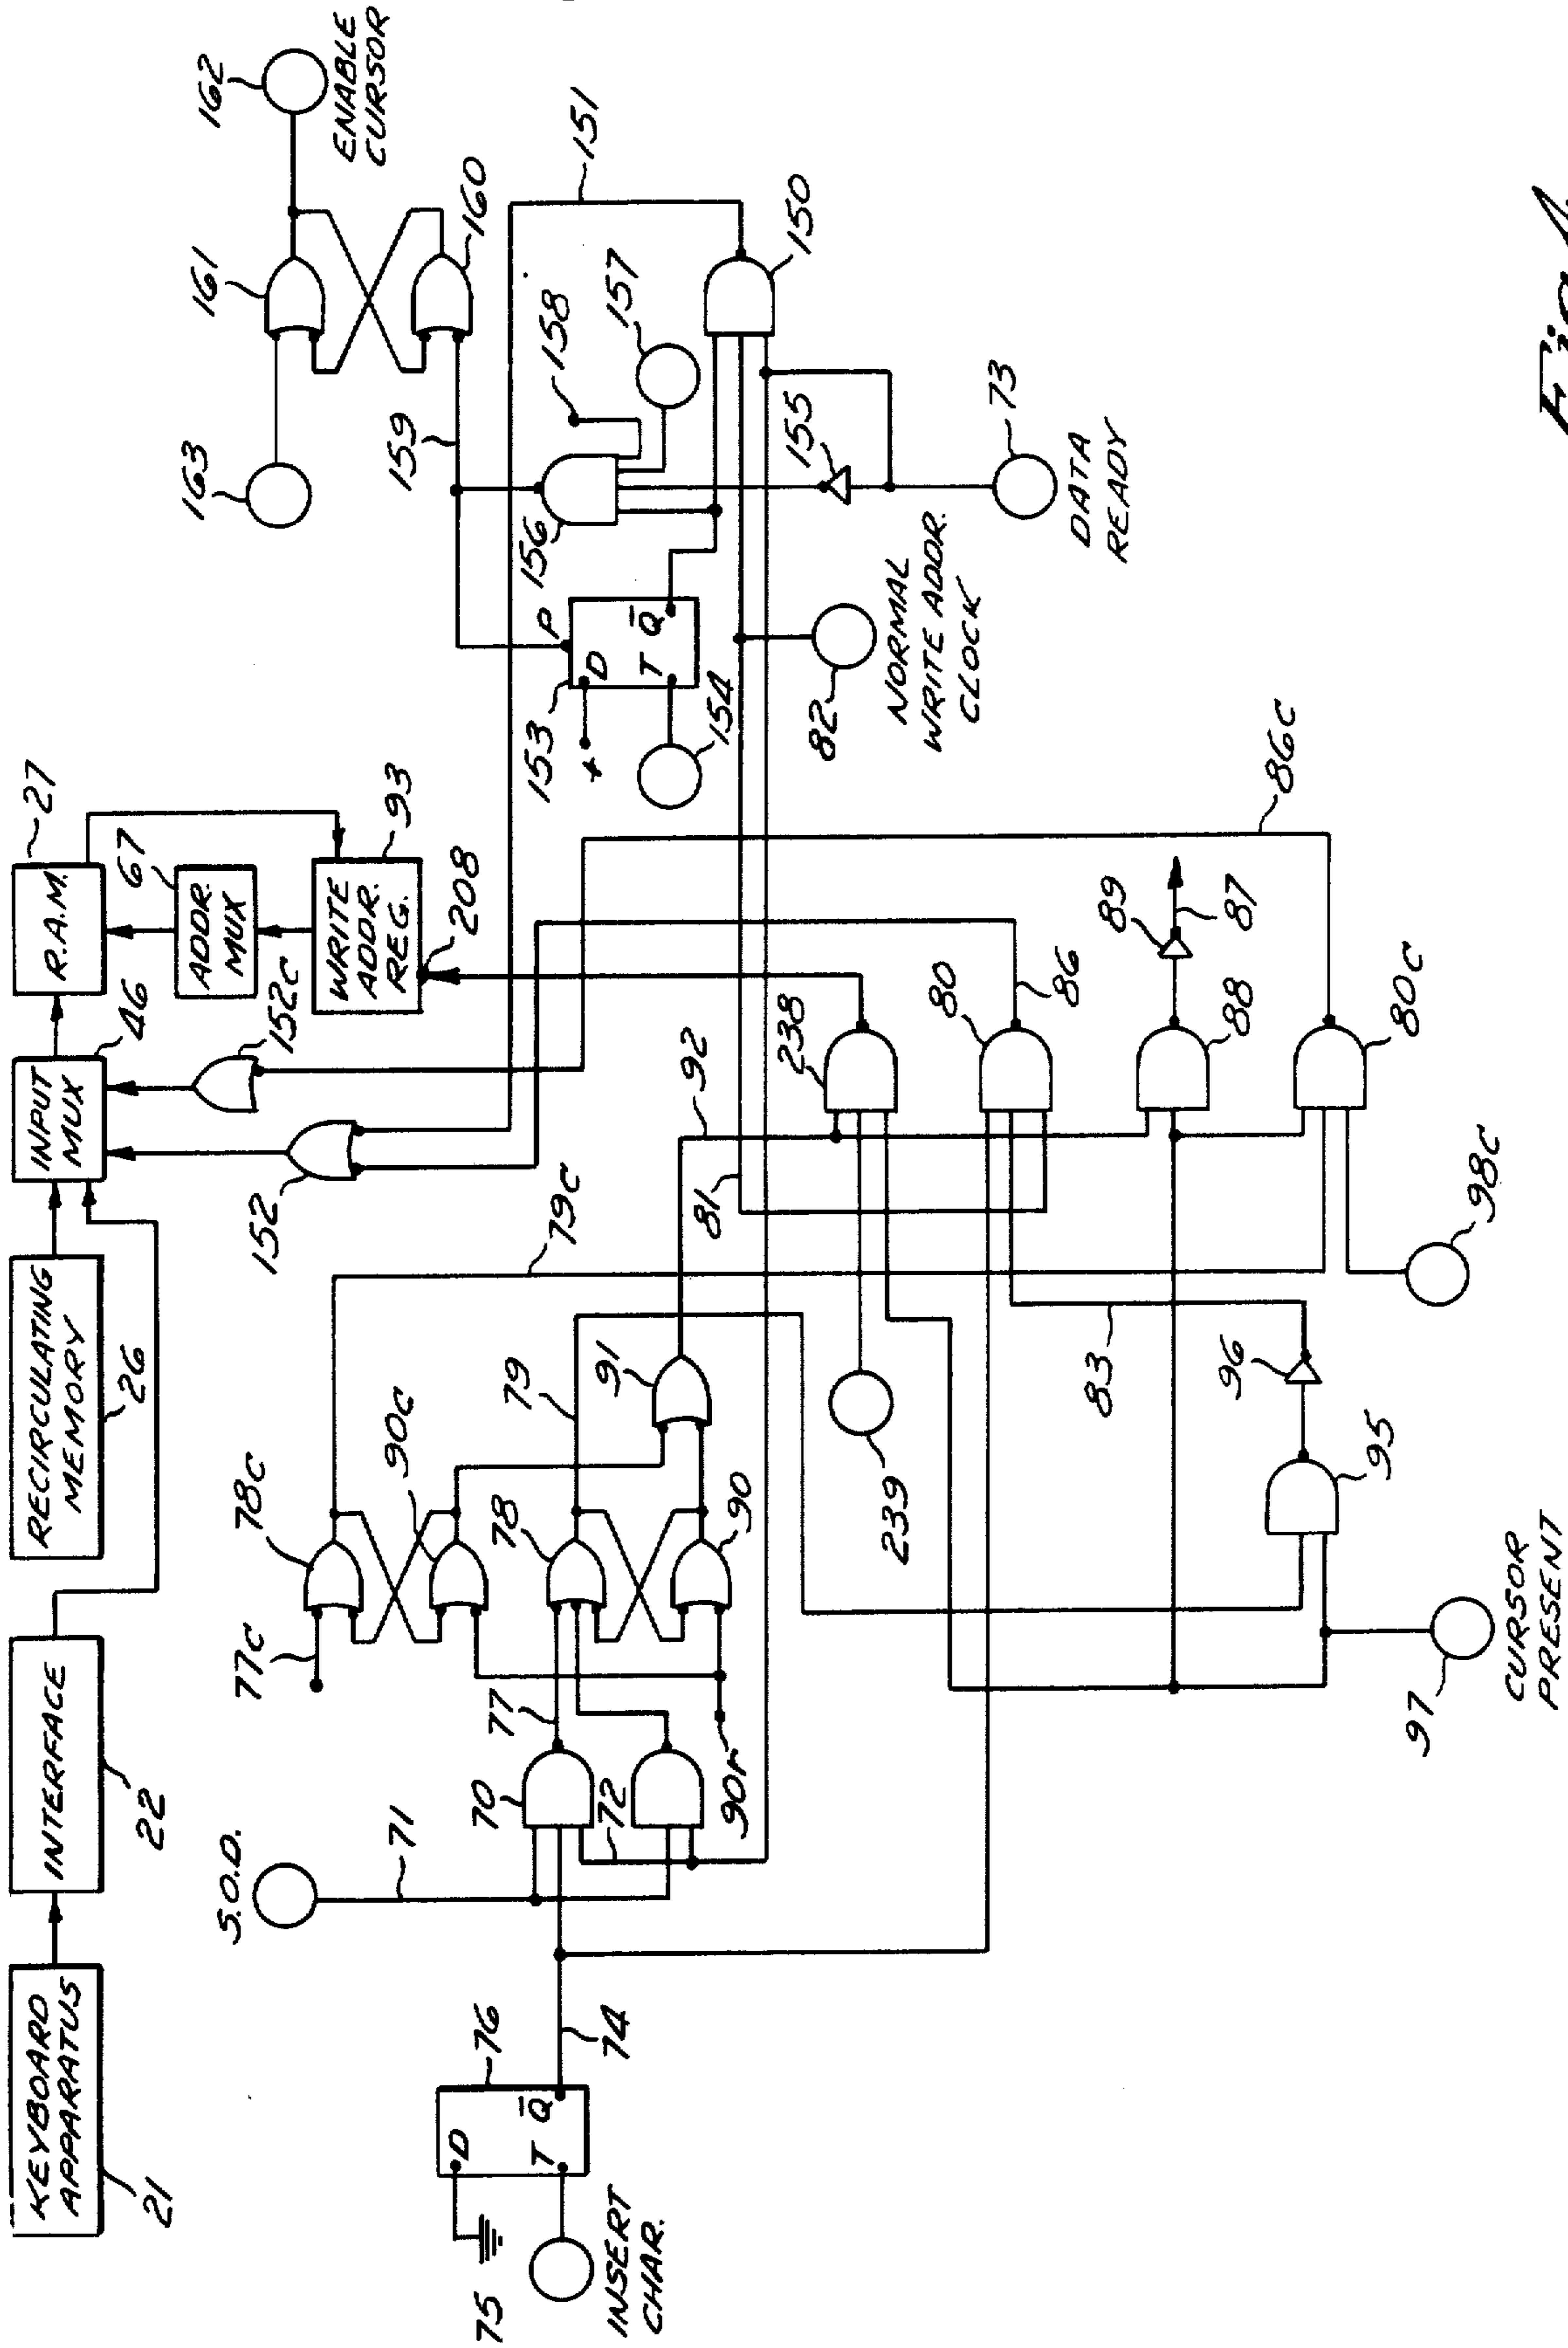 KEYBOARD
APPARATUS
21
INTERFACE
22
RECIRCULATING
MEMORY
26
INPUT
MUX
46
R.A.M.
27
ADDR.
MUX
67
WRITE
ADDR.
REG.
93
208
152
152C
S.O.D.
71
77C
78C
90C
79C
75
INSERT
CHAR.
D
T
Q̅
76
74
70
72
77
78
79
90
90r
91
92
81
239
238
80
86
83
95
96
97
CURSOR
PRESENT
88
89
87
80C
98C
86C
153
D
T
P
Q̅
+
154
155
156
157
158
159
82
NORMAL
WRITE ADDR.
CLOCK
73
DATA
READY
150
151
160
161
162
ENABLE
CURSOR
163
Fig. 4